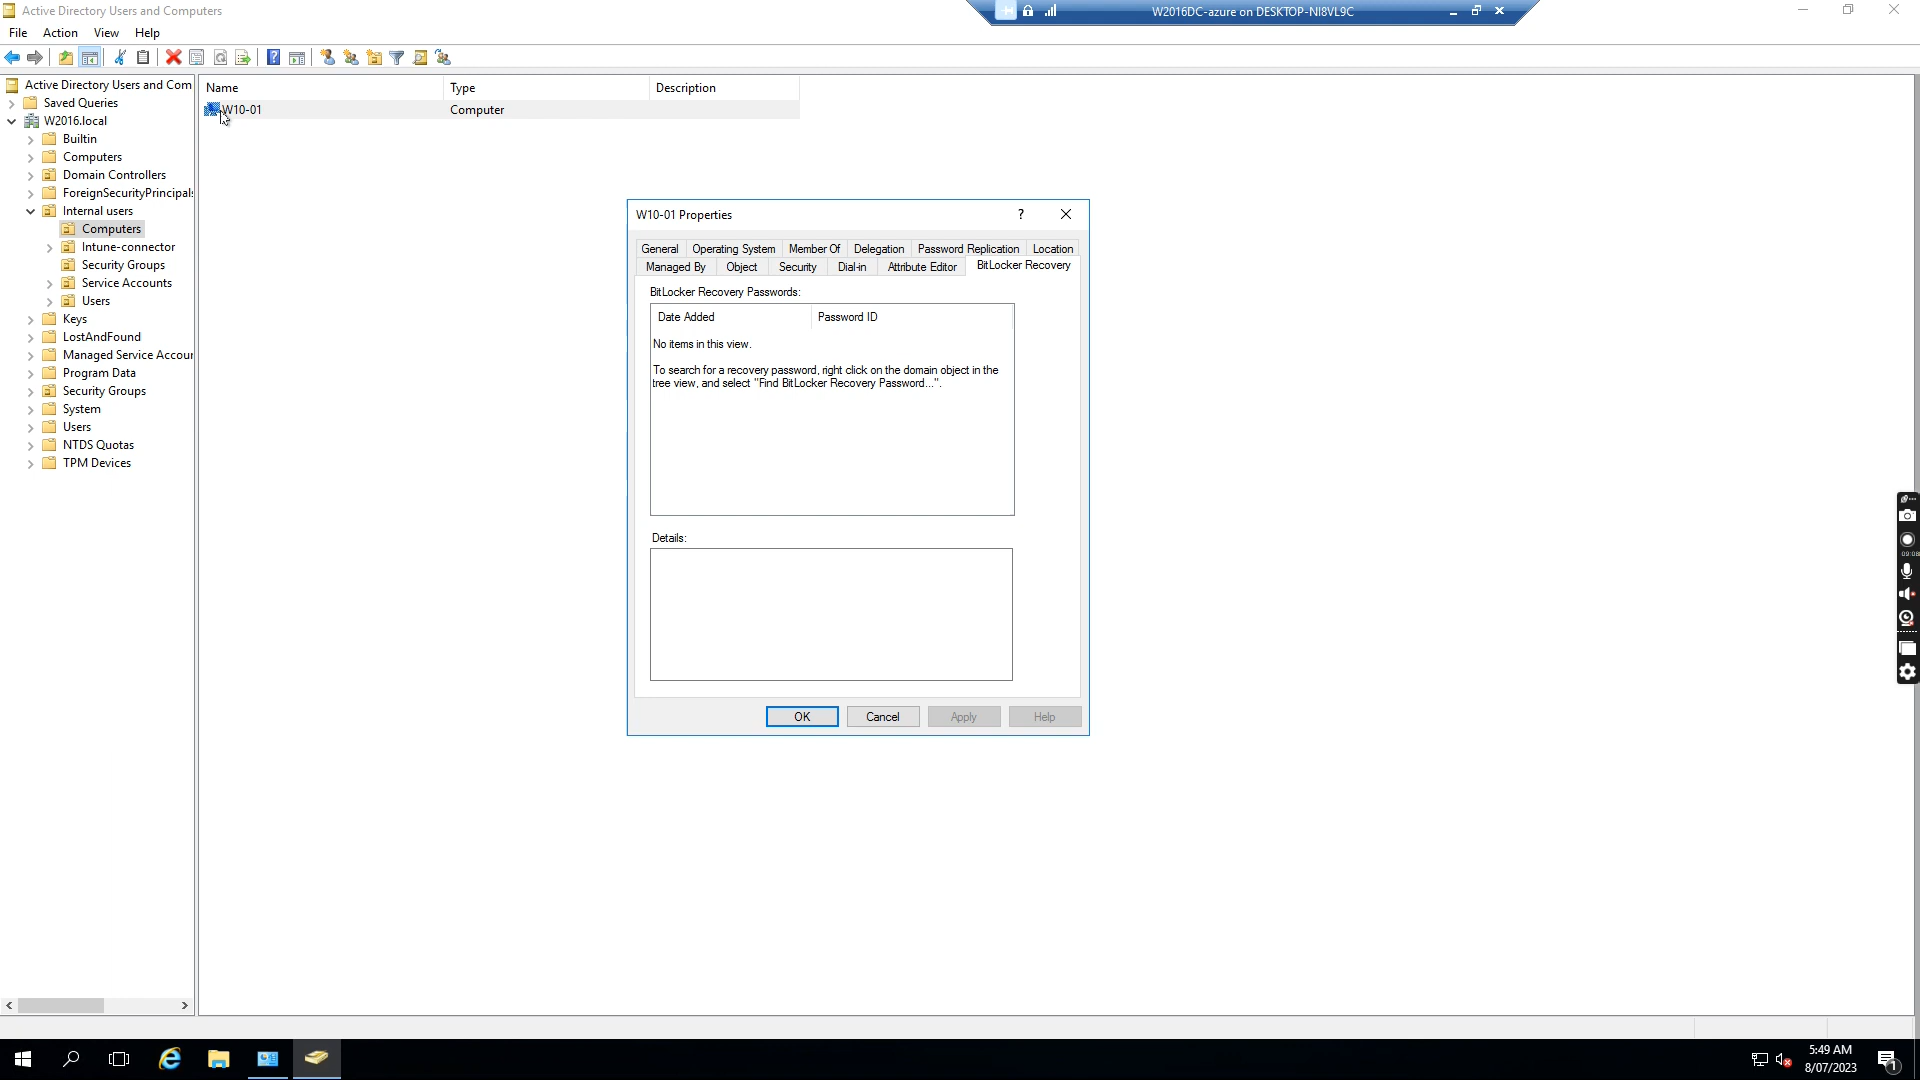 Active Directory Users and Computers
W2016DC-azure on DESKTOP-NI8VL9C
File Action View Help
Active Directory Users and Com
Saved Queries
W2016.local
Builtin
Computers
Domain Controllers
ForeignSecurityPrincipals
Internal users
Computers
Intune-connector
Security Groups
Service Accounts
Users
Keys
LostAndFound
Managed Service Accour
Program Data
Security Groups
System
Users
NTDS Quotas
TPM Devices
Name Type Description
W10-01 Computer
W10-01 Properties
General Operating System Member Of Delegation Password Replication Location
Managed By Object Security Dial-in Attribute Editor BitLocker Recovery
BitLocker Recovery Passwords:
Date Added Password ID
No items in this view.
To search for a recovery password, right click on the domain object in the
tree view, and select "Find BitLocker Recovery Password...".
Details:
OK Cancel Apply Help
09:08
5:49 AM
8/07/2023
1